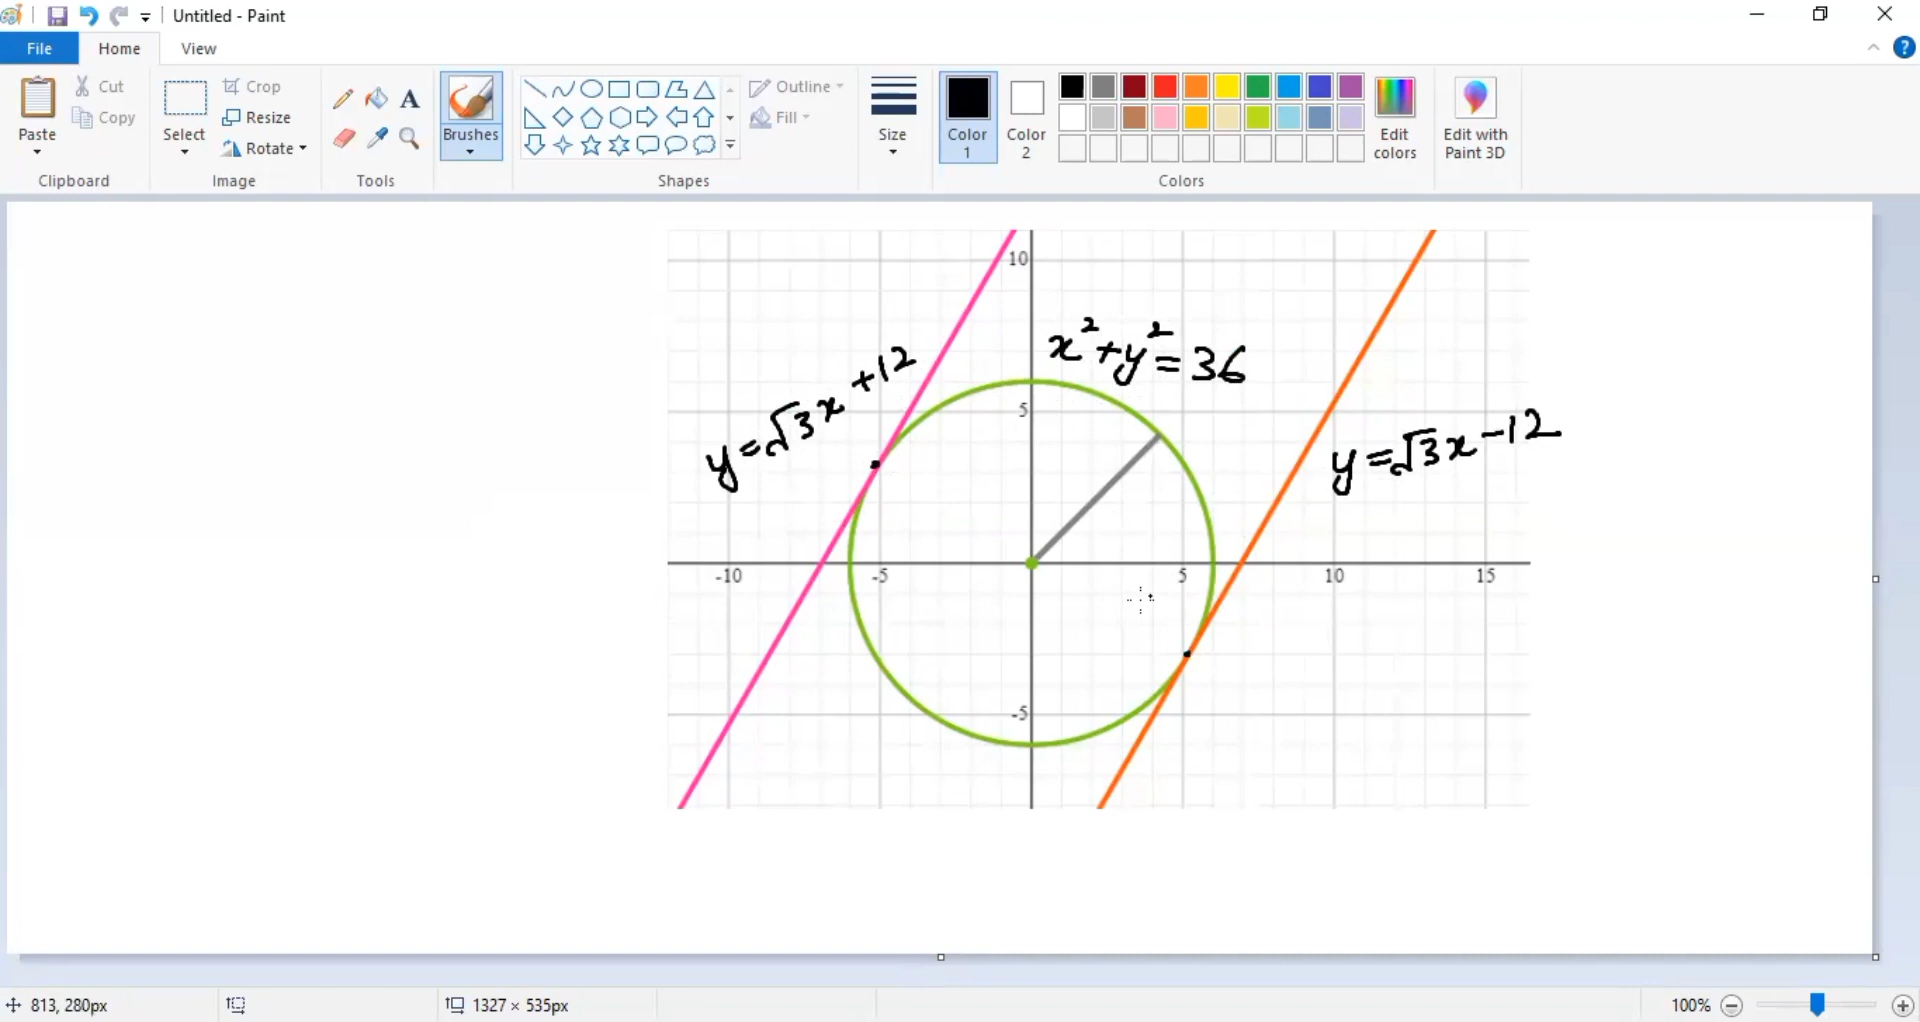 Untitled - Paint
File Home View
Paste
Cut
Copy
Clipboard
Select
Crop
Resize
Rotate
Image
A
Tools
Brushes
Shapes
Outline
Fill
Size
Color 1
Color 2
Edit colors
Edit with Paint 3D
Colors
10
x²+y²=36
y=√3x+12
5
y=√3x-12
-10 -5 5 10 15
-5
813, 280px
1327 × 535px
100%